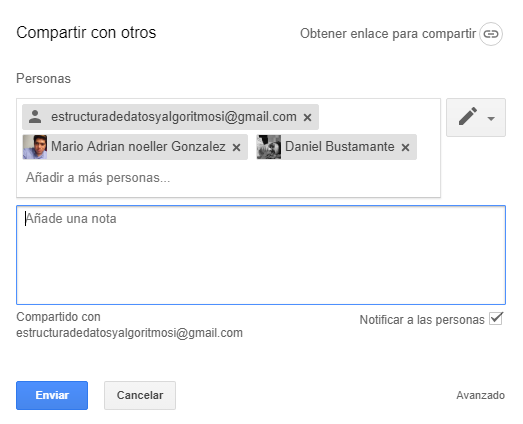 Compartir con otros
Obtener enlace para compartir
Personas
estructuradedatosyalgoritmosi@gmail.com ×
Mario Adrian noeller Gonzalez × Daniel Bustamante ×
Añadir a más personas...
Añade una nota
Compartido con
estructuradedatosyalgoritmosi@gmail.com
Notificar a las personas
Enviar
Cancelar
Avanzado